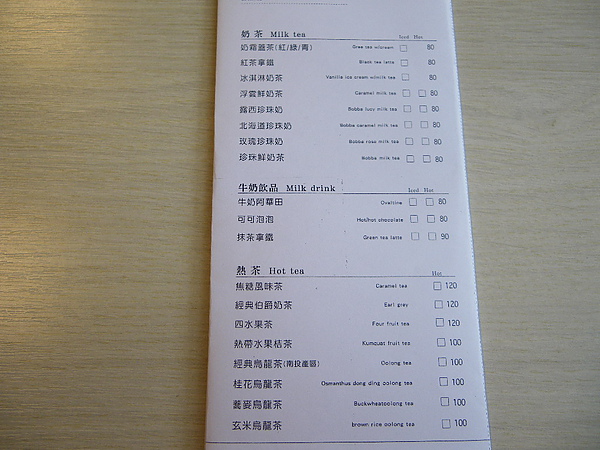 奶 茶 Milk tea Iced Hot
奶霜蓋茶(紅/綠/青) Gree tea w/cream □ 80
紅茶拿鐵 Black tea latte □ 80
冰淇淋奶茶 Vanilla ice cream w/milk tea □ 80
浮雲鮮奶茶 Caramel milk tea □ □ 80
露西珍珠奶 Bobba lucy milk tea □ □ 80
北海道珍珠奶 Bobba caramel milk tea □ □ 80
玫瑰珍珠奶 Bobba rose milk tea □ □ 80
珍珠鮮奶茶 Bobba milk tea □ □ 80
牛奶飲品 Milk drink Iced Hot
牛奶阿華田 Ovaltine □ □ 80
可可泡泡 Hot/hot chocolate □ □ 80
抹茶拿鐵 Green tea latte □ □ 90
熱 茶 Hot tea Hot
焦糖風味茶 Caramel tea □ 120
經典伯爵奶茶 Earl grey □ 120
四水果茶 Four fruit tea □ 120
熱帶水果桔茶 Kumquat fruit tea □ 100
經典烏龍茶(南投產區) Oolong tea □ 100
桂花烏龍茶 Osmanthus dong ding oolong tea □ 100
蕎麥烏龍茶 Buckwheatoolong tea □ 100
玄米烏龍茶 brown rice oolong tea □ 100